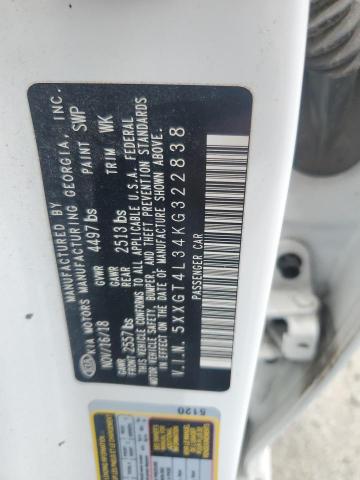 MANUFACTURED BY
KIA MOTORS MANUFACTURING GEORGIA, INC.
NOV/16/18 GVWR 4497 lbs PAINT SWP
GAWR FRONT 2557 lbs GAWR REAR 2513 lbs TRIM WK
THIS VEHICLE CONFORMS TO ALL APPLICABLE U.S.A. FEDERAL
MOTOR VEHICLE SAFETY, BUMPER, AND THEFT PREVENTION STANDARDS
IN EFFECT ON THE DATE OF MANUFACTURE SHOWN ABOVE.
V.I.N. 5XXGT4L34KG322838
PASSENGER CAR
5120